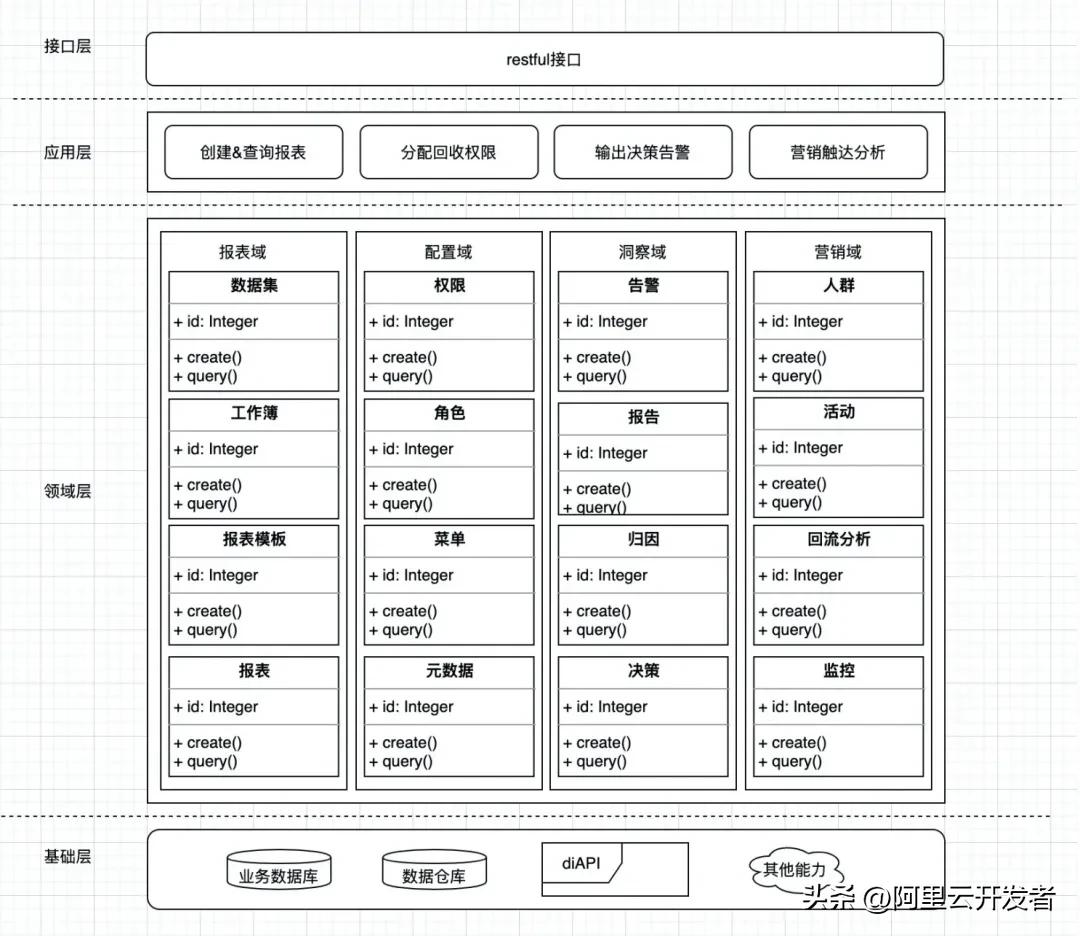 接口层
restful接口
应用层
创建&查询报表
分配回收权限
输出决策告警
营销触达分析
领域层
报表域
数据集
+ id: Integer
+ create()
+ query()
工作簿
+ id: Integer
+ create()
+ query()
报表模板
+ id: Integer
+ create()
+ query()
报表
+ id: Integer
+ create()
+ query()
配置域
权限
+ id: Integer
+ create()
+ query()
角色
+ id: Integer
+ create()
+ query()
菜单
+ id: Integer
+ create()
+ query()
元数据
+ id: Integer
+ create()
+ query()
洞察域
告警
+ id: Integer
+ create()
+ query()
报告
+ id: Integer
+ create()
+ query()
归因
+ id: Integer
+ create()
+ query()
决策
+ id: Integer
+ create()
+ query()
营销域
人群
+ id: Integer
+ create()
+ query()
活动
+ id: Integer
+ create()
+ query()
回流分析
+ id: Integer
+ create()
+ query()
监控
+ id: Integer
+ create()
+ query()
基础层
业务数据库
数据仓库
diAPI
其他能力
头条 @阿里云开发者